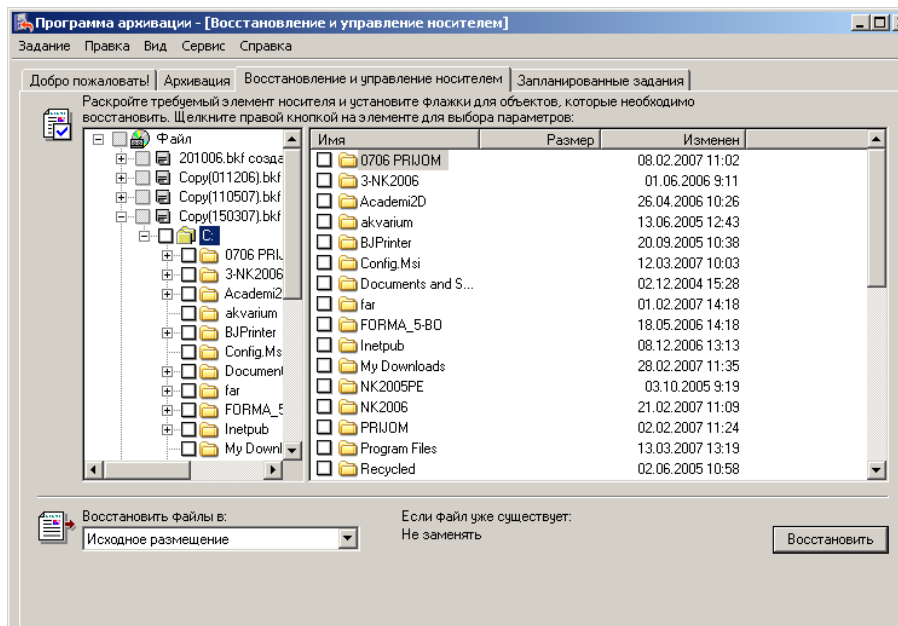 Программа архивации - [Восстановление и управление носителем]
Задание Правка Вид Сервис Справка
Добро пожаловать! Архивация Восстановление и управление носителем Запланированные задания
Раскройте требуемый элемент носителя и установите флажки для объектов, которые необходимо
восстановить. Щелкните правой кнопкой на элементе для выбора параметров:
Файл
201006.bkf созда
Copy(011206).bkf
Copy(110507).bkf
Copy(150307).bkf
C:
0706 PRI
3-NK2006
Academi2
akvarium
BJPrinter
Config.Ms
Document
far
FORMA_5
Inetpub
My Downl
Имя Размер Изменен
0706 PRIJOM 08.02.2007 11:02
3-NK2006 01.06.2006 9:11
Academi2D 26.04.2006 10:26
akvarium 13.06.2005 12:43
BJPrinter 20.09.2005 10:38
Config.Msi 12.03.2007 10:03
Documents and S... 02.12.2004 15:28
far 01.02.2007 14:18
FORMA_5-BO 18.05.2006 14:18
Inetpub 08.12.2006 13:13
My Downloads 28.02.2007 11:35
NK2005PE 03.10.2005 9:19
NK2006 21.02.2007 11:09
PRIJOM 02.02.2007 11:24
Program Files 13.03.2007 13:19
Recycled 02.06.2005 10:58
Восстановить файлы в:
Исходное размещение
Если файл уже существует:
Не заменять
Восстановить